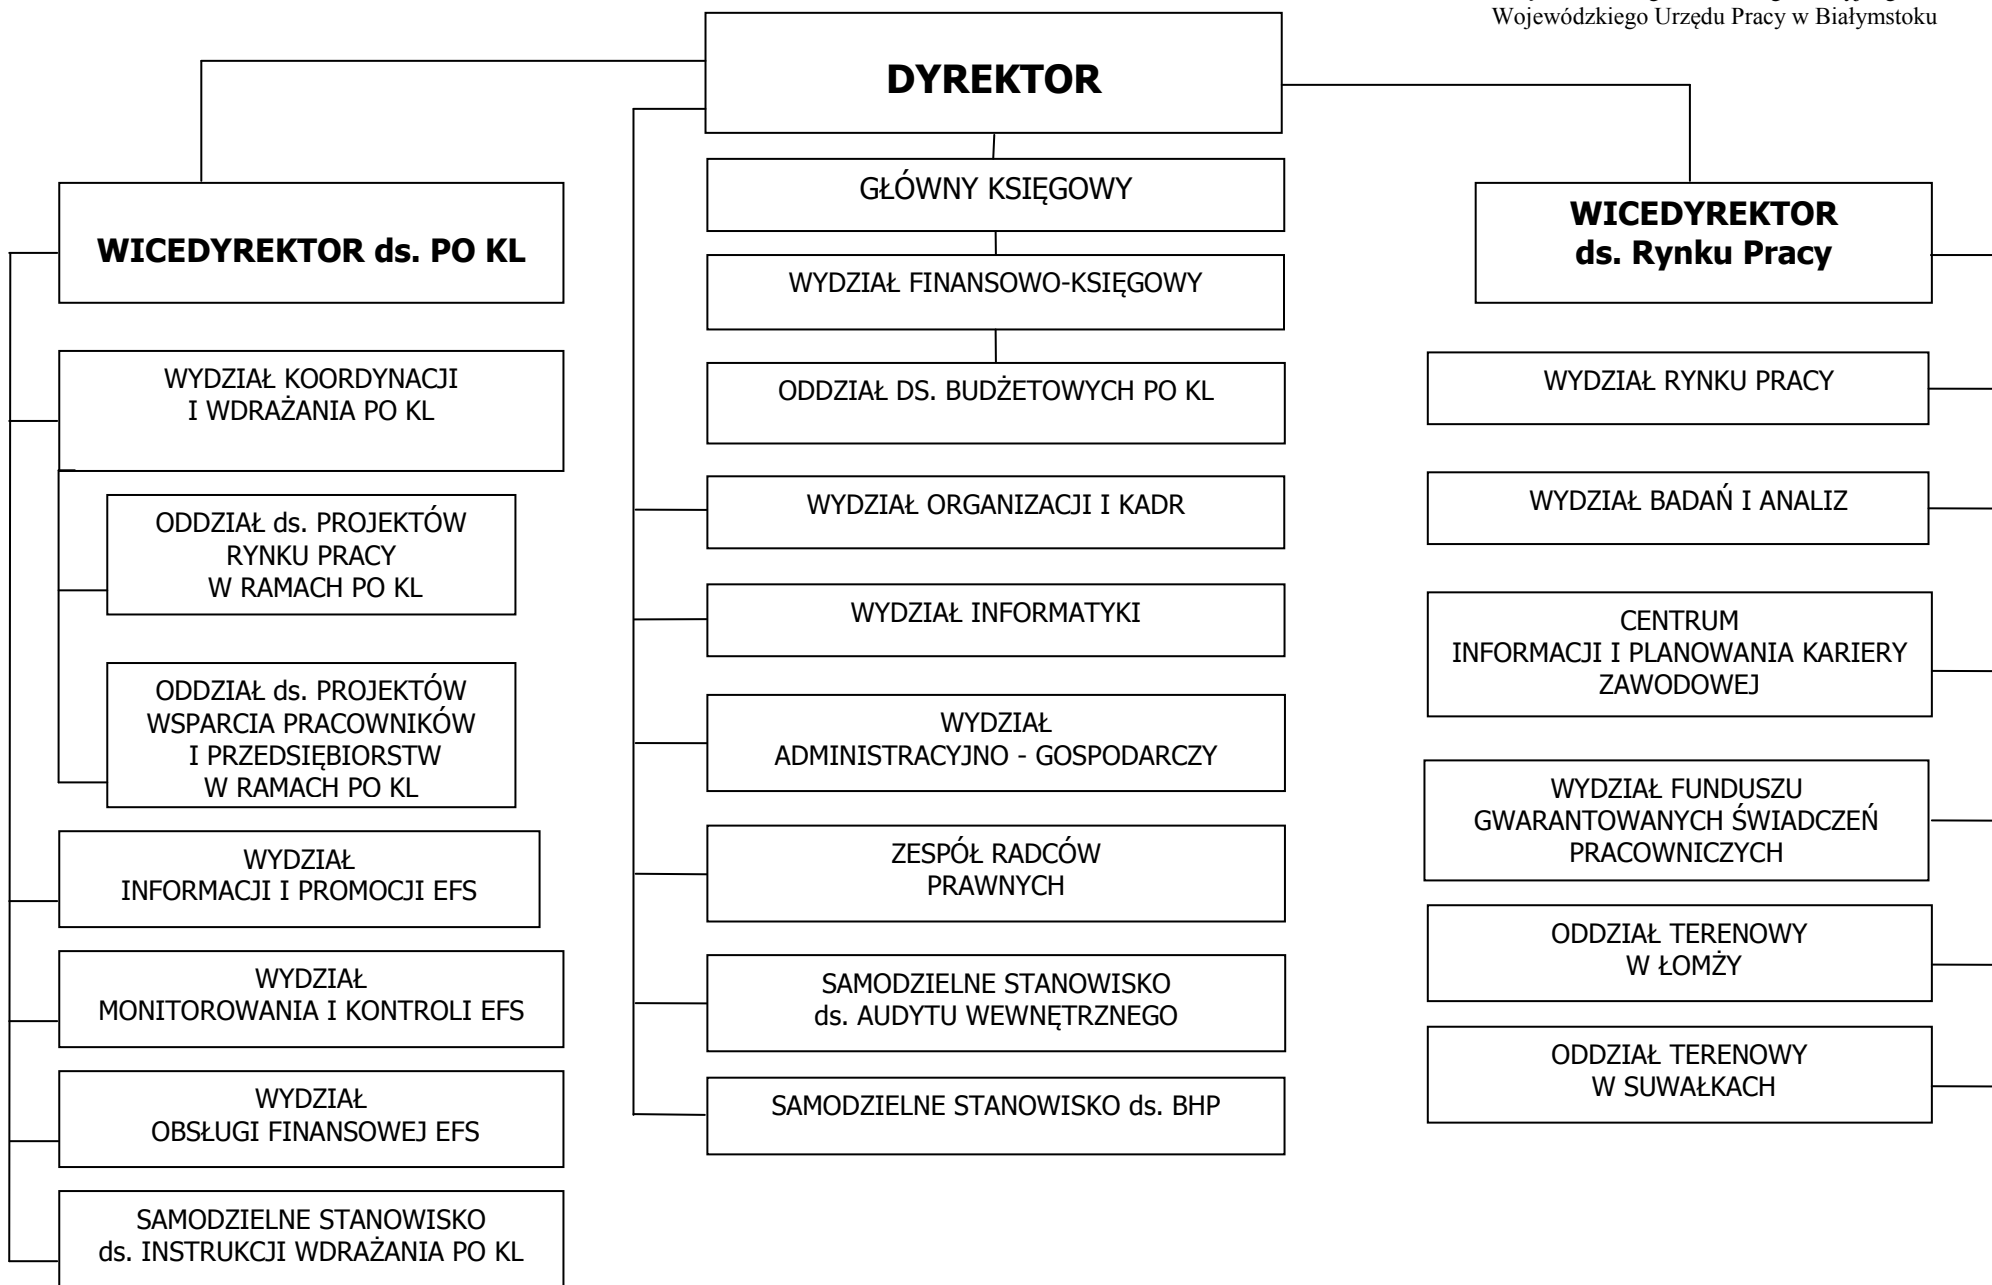 Wojewódzkiego Urzędu Pracy w Białymstoku
DYREKTOR
WICEDYREKTOR ds. PO KL
WYDZIAŁ KOORDYNACJI
I WDRAŻANIA PO KL
ODDZIAŁ ds. PROJEKTÓW
RYNKU PRACY
W RAMACH PO KL
ODDZIAŁ ds. PROJEKTÓW
WSPARCIA PRACOWNIKÓW
I PRZEDSIĘBIORSTW
W RAMACH PO KL
WYDZIAŁ
INFORMACJI I PROMOCJI EFS
WYDZIAŁ
MONITOROWANIA I KONTROLI EFS
WYDZIAŁ
OBSŁUGI FINANSOWEJ EFS
SAMODZIELNE STANOWISKO
ds. INSTRUKCJI WDRAŻANIA PO KL
GŁÓWNY KSIĘGOWY
WYDZIAŁ FINANSOWO-KSIĘGOWY
ODDZIAŁ DS. BUDŻETOWYCH PO KL
WYDZIAŁ ORGANIZACJI I KADR
WYDZIAŁ INFORMATYKI
WYDZIAŁ
ADMINISTRACYJNO - GOSPODARCZY
ZESPÓŁ RADCÓW
PRAWNYCH
SAMODZIELNE STANOWISKO
ds. AUDYTU WEWNĘTRZNEGO
SAMODZIELNE STANOWISKO ds. BHP
WICEDYREKTOR
ds. Rynku Pracy
WYDZIAŁ RYNKU PRACY
WYDZIAŁ BADAŃ I ANALIZ
CENTRUM
INFORMACJI I PLANOWANIA KARIERY
ZAWODOWEJ
WYDZIAŁ FUNDUSZU
GWARANTOWANYCH ŚWIADCZEŃ
PRACOWNICZYCH
ODDZIAŁ TERENOWY
W ŁOMŻY
ODDZIAŁ TERENOWY
W SUWAŁKACH